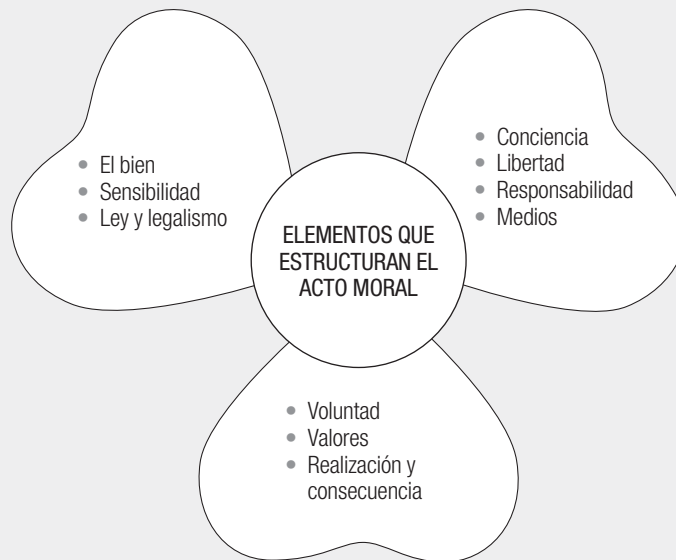 ELEMENTOS QUE
ESTRUCTURAN EL
ACTO MORAL
• El bien
• Sensibilidad
• Ley y legalismo
• Conciencia
• Libertad
• Responsabilidad
• Medios
• Voluntad
• Valores
• Realización y
consecuencia